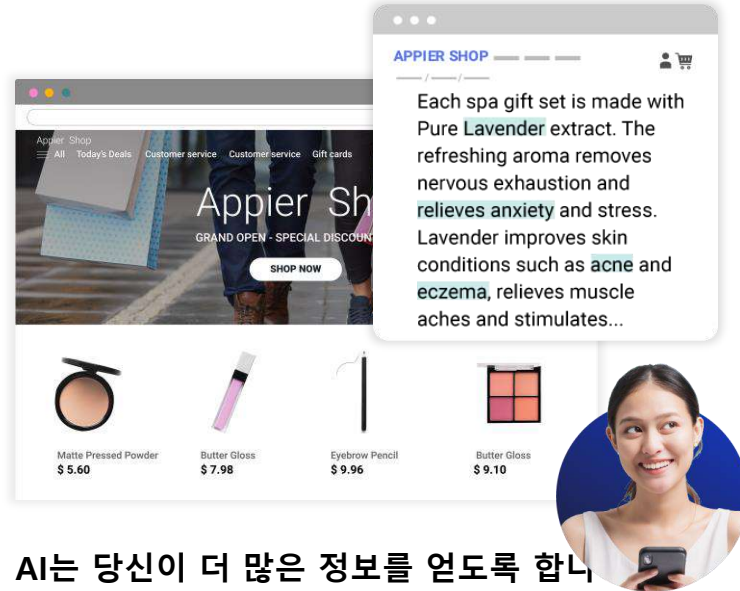 APPIER SHOP
Each spa gift set is made with
Pure Lavender extract. The
refreshing aroma removes
nervous exhaustion and
relieves anxiety and stress.
Lavender improves skin
conditions such as acne and
eczema, relieves muscle
aches and stimulates...
Appier Shop
All Today's Deals Customer service Customer service Gift cards
Appier Sh
GRAND OPEN - SPECIAL DISCOUN
SHOP NOW
Matte Pressed Powder Butter Gloss Eyebrow Pencil Butter Gloss
$ 5.60 $ 7.98 $ 9.96 $ 9.10
AI는 당신이 더 많은 정보를 얻도록 합니